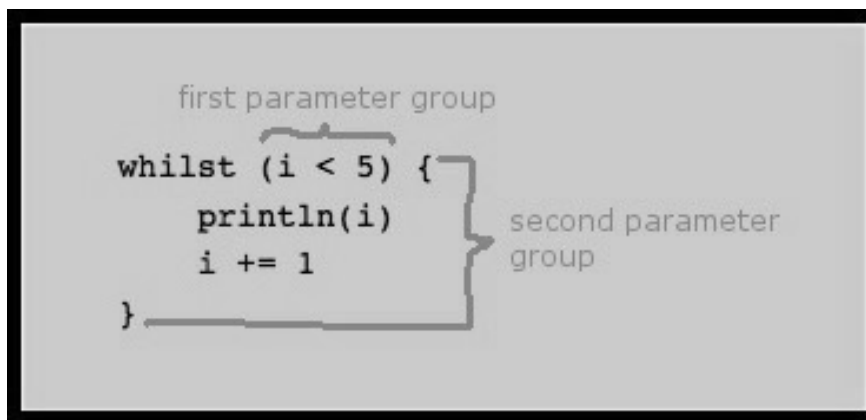 first parameter group
whilst (i < 5) {
println(i)
i += 1
}
second parameter
group